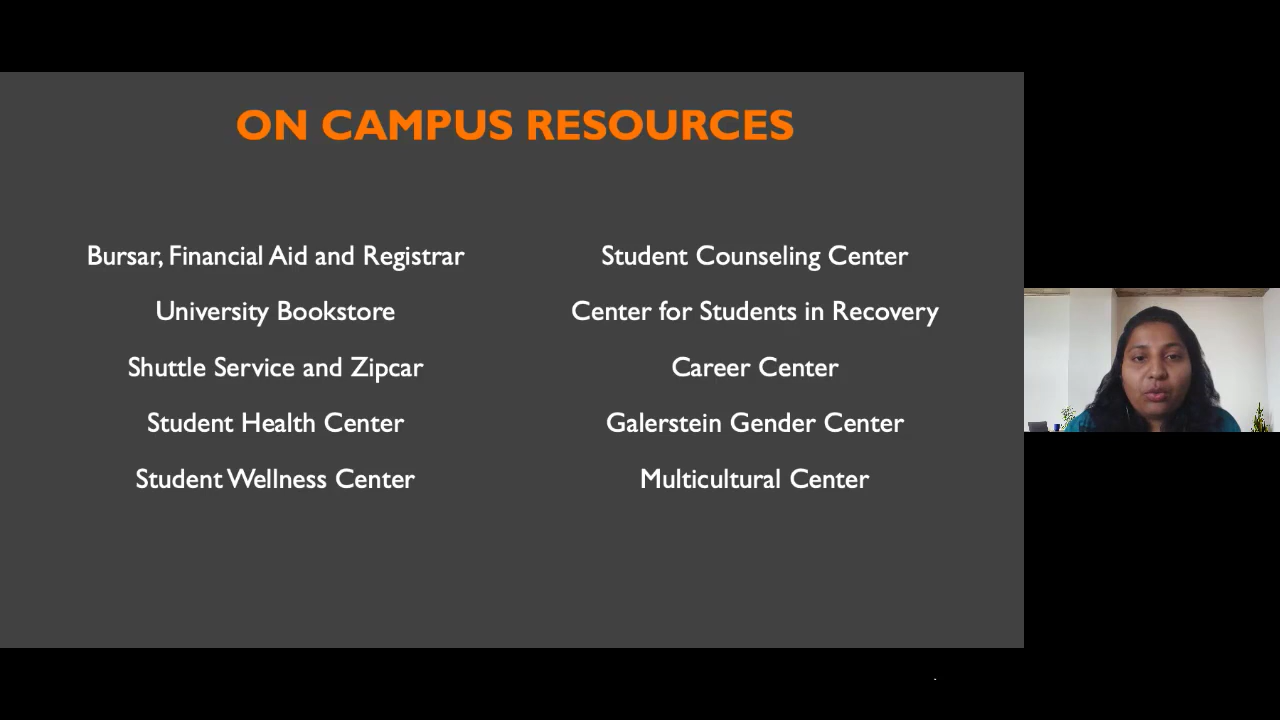 ON CAMPUS RESOURCES
Bursar, Financial Aid and Registrar
University Bookstore
Shuttle Service and Zipcar
Student Health Center
Student Wellness Center
Student Counseling Center
Center for Students in Recovery
Career Center
Galerstein Gender Center
Multicultural Center